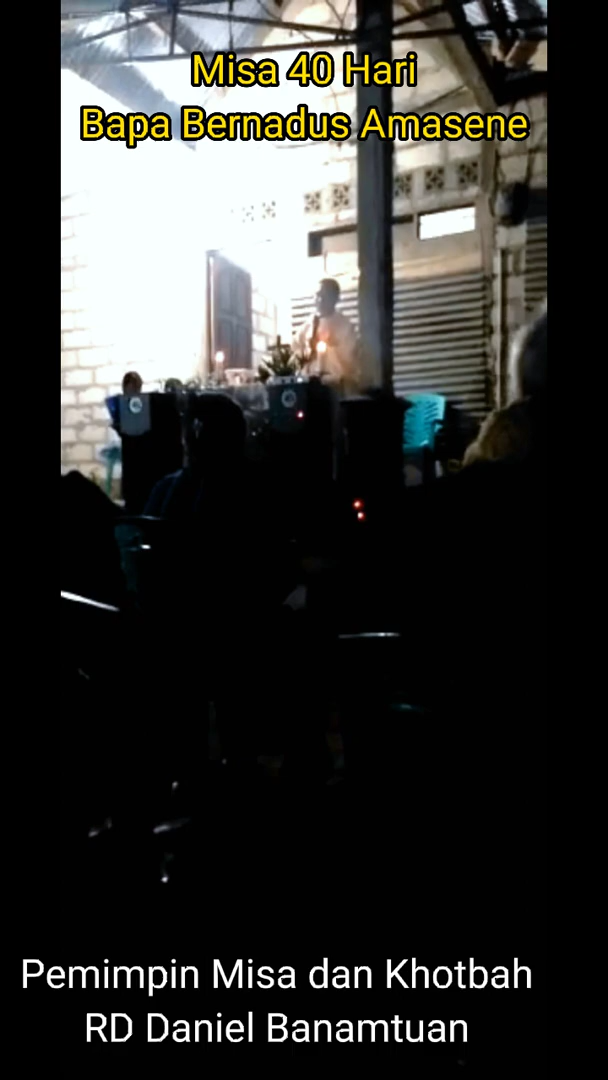 Misa 40 Hari
Bapa Bernadus Amasene
Pemimpin Misa dan Khotbah
RD Daniel Banamtuan